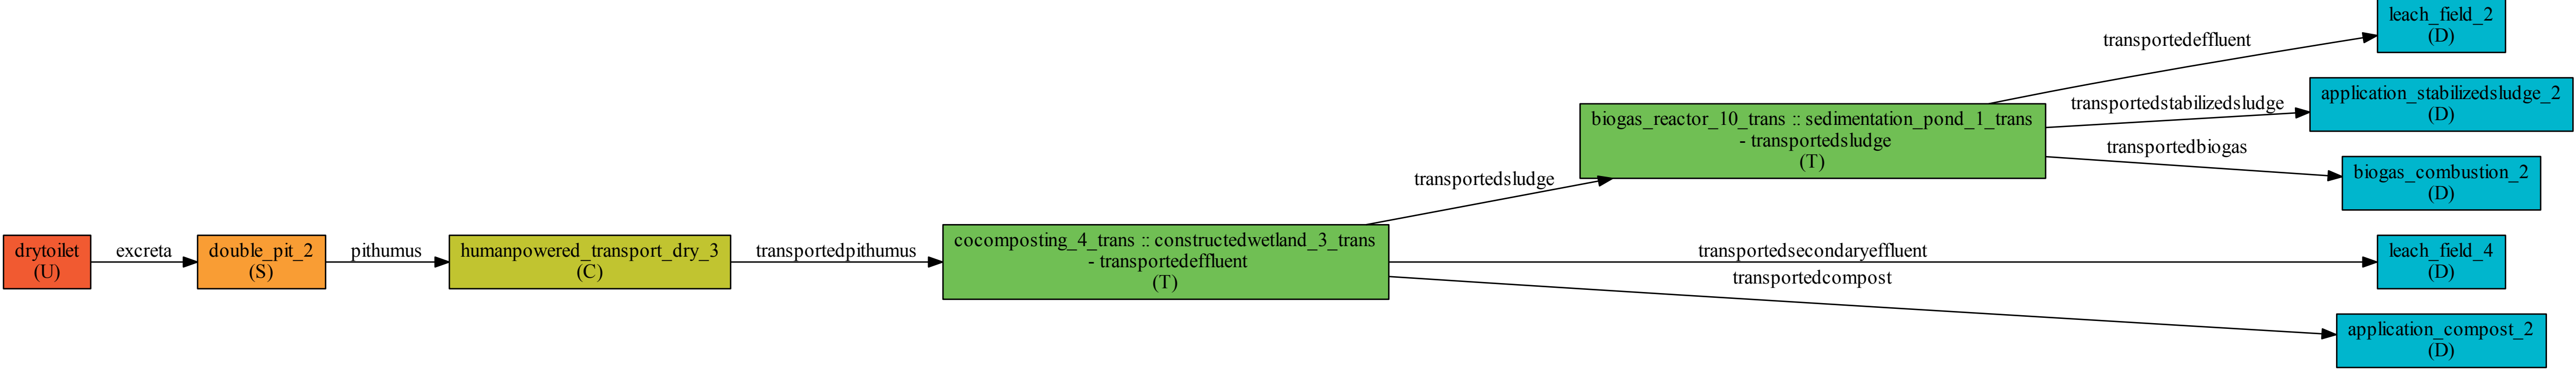 drytoilet
(U)
excreta
double_pit_2
(S)
pithumus
humanpowered_transport_dry_3
(C)
transportedpithumus
cocomposting_4_trans :: constructedwetland_3_trans
- transportedeffluent
(T)
transportedsludge
biogas_reactor_10_trans :: sedimentation_pond_1_trans
- transportedsludge
(T)
transportedeffluent
leach_field_2
(D)
transportedstabilizedsludge
application_stabilizedsludge_2
(D)
transportedbiogas
biogas_combustion_2
(D)
transportedsecondaryeffluent
leach_field_4
(D)
transportedcompost
application_compost_2
(D)